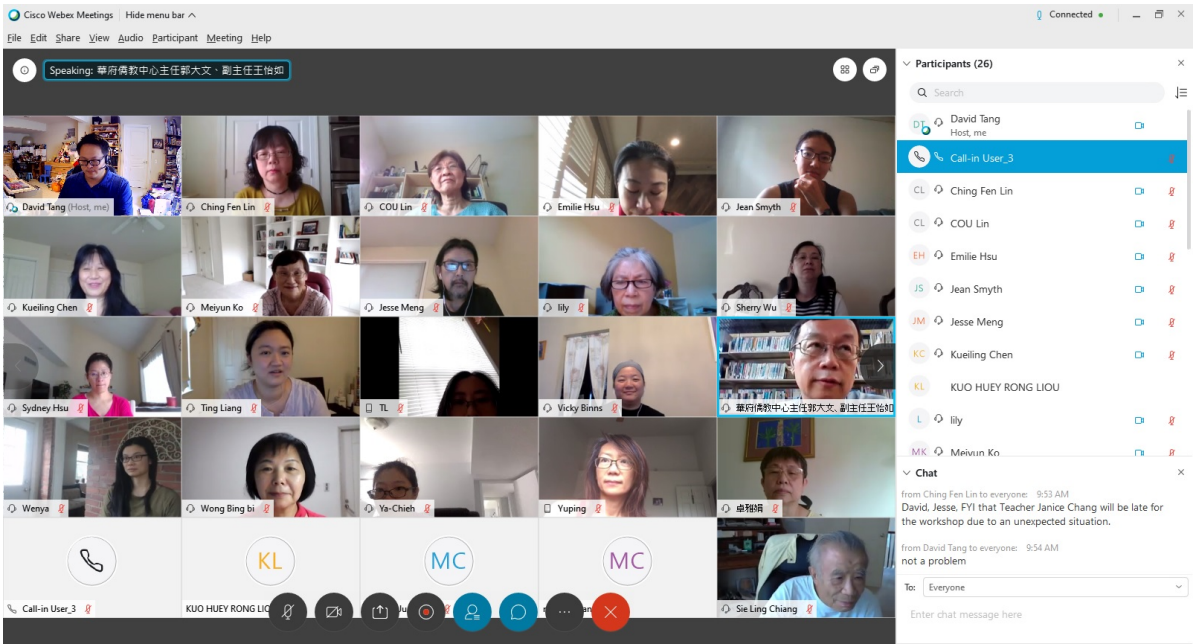 Cisco Webex Meetings
Hide menu bar
Connected
File Edit Share View Audio Participant Meeting Help
Speaking: 華府僑教中心主任郭大文、副主任王怡如
David Tang (Host, me)
Ching Fen Lin
COU Lin
Emilie Hsu
Jean Smyth
Kueiling Chen
Meiyun Ko
Jesse Meng
lily
Sherry Wu
Sydney Hsu
Ting Liang
TL
Vicky Binns
華府僑教中心主任郭大文、副主任王怡如
Wenya
Wong Bing bi
Ya-Chieh
Yuping
卓雅娟
KL
MC
MC
Call-in User_3
KUO HUEY RONG LIO
Sie Ling Chiang
Participants (26)
Search
DT
David Tang
Host, me
Call-in User_3
CL Ching Fen Lin
CL COU Lin
EH Emilie Hsu
JS Jean Smyth
JM Jesse Meng
KC Kueiling Chen
KL KUO HUEY RONG LIOU
L lily
MK Meiyun Ko
Chat
from Ching Fen Lin to everyone: 9:53 AM
David, Jesse, FYI that Teacher Janice Chang will be late for
the workshop due to an unexpected situation.
from David Tang to everyone: 9:54 AM
not a problem
To: Everyone
Enter chat message here